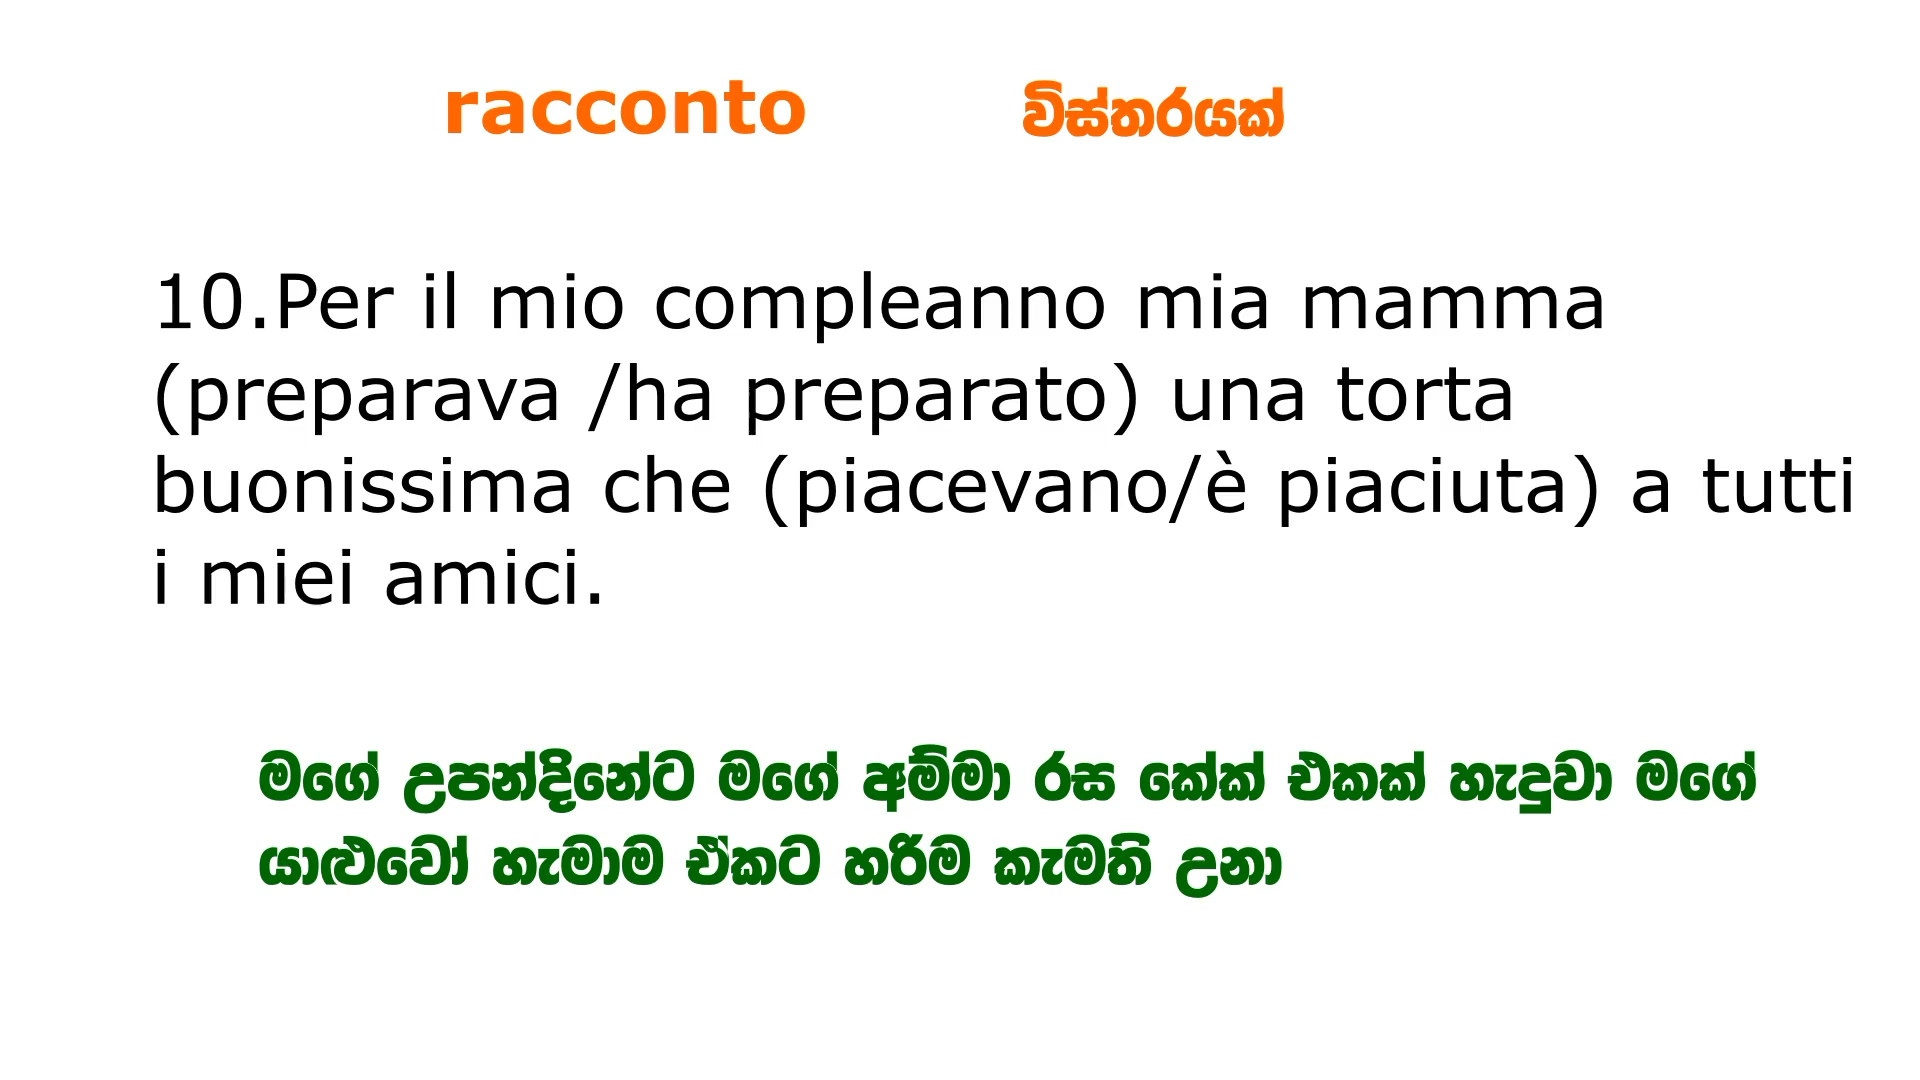 racconto විස්තරයක්
10.Per il mio compleanno mia mamma
(preparava /ha preparato) una torta
buonissima che (piacevano/è piaciuta) a tutti
i miei amici.
මගේ උපන්දිනේට මගේ අම්මා රස කේක් එකක් හැදුවා මගේ
යාළුවෝ හැමෝම ඒකට හරිම කැමති උනා